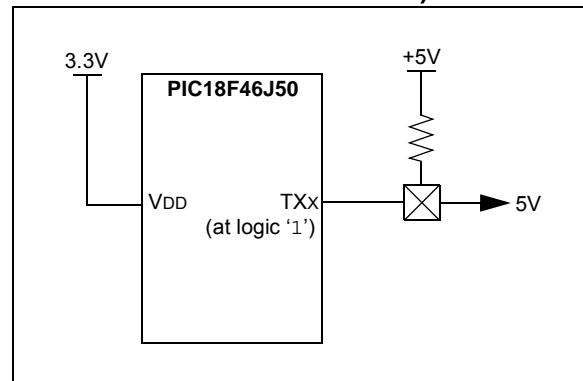 3.3V
+5V
PIC18F46J50
VDD
TXX
(at logic ‘1’)
5V